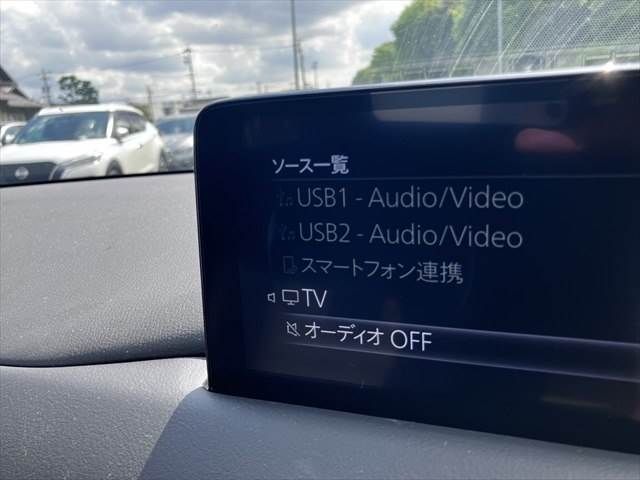 ソース一覧
USB1 - Audio/Video
USB2 - Audio/Video
スマートフォン連携
TV
オーディオ OFF